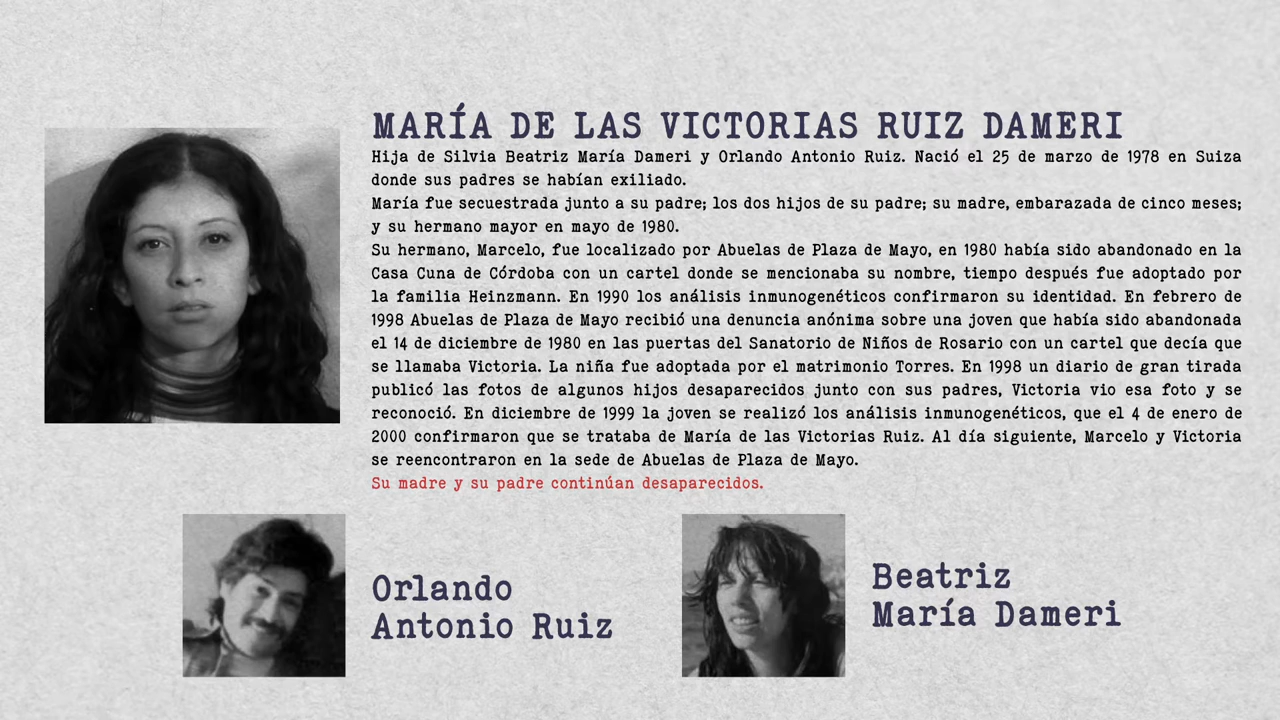 MARÍA DE LAS VICTORIAS RUIZ DAMERI
Hija de Silvia Beatriz María Dameri y Orlando Antonio Ruiz. Nació el 25 de marzo de 1978 en Suiza
donde sus padres se habían exiliado.
María fue secuestrada junto a su padre; los dos hijos de su padre; su madre, embarazada de cinco meses;
y su hermano mayor en mayo de 1980.
Su hermano, Marcelo, fue localizado por Abuelas de Plaza de Mayo, en 1980 había sido abandonado en la
Casa Cuna de Córdoba con un cartel donde se mencionaba su nombre, tiempo después fue adoptado por
la familia Heinzmann. En 1990 los análisis inmunogenéticos confirmaron su identidad. En febrero de
1998 Abuelas de Plaza de Mayo recibió una denuncia anónima sobre una joven que había sido abandonada
el 14 de diciembre de 1980 en las puertas del Sanatorio de Niños de Rosario con un cartel que decía que
se llamaba Victoria. La niña fue adoptada por el matrimonio Torres. En 1998 un diario de gran tirada
publicó las fotos de algunos hijos desaparecidos junto con sus padres, Victoria vio esa foto y se
reconoció. En diciembre de 1999 la joven se realizó los análisis inmunogenéticos, que el 4 de enero de
2000 confirmaron que se trataba de María de las Victorias Ruiz. Al día siguiente, Marcelo y Victoria
se reencontraron en la sede de Abuelas de Plaza de Mayo.
Su madre y su padre continúan desaparecidos.
Orlando
Antonio Ruiz
Beatriz
María Dameri